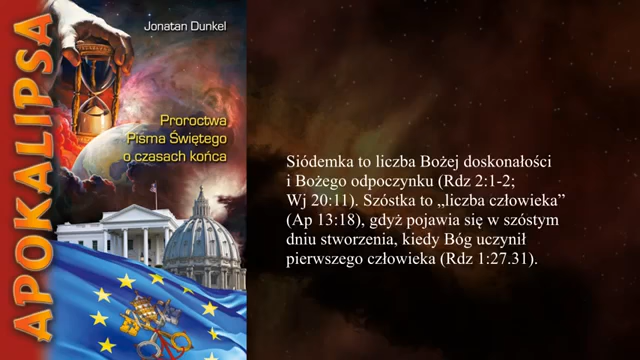 Jonatan Dunkel
APOKALIPSA
Proroctwa
Pisma Świętego
o czasach końca
Siódemka to liczba Bożej doskonałości
i Bożego odpoczynku (Rdz 2:1-2;
Wj 20:11). Szóstka to „liczba człowieka”
(Ap 13:18), gdyż pojawia się w szóstym
dniu stworzenia, kiedy Bóg uczynił
pierwszego człowieka (Rdz 1:27.31).